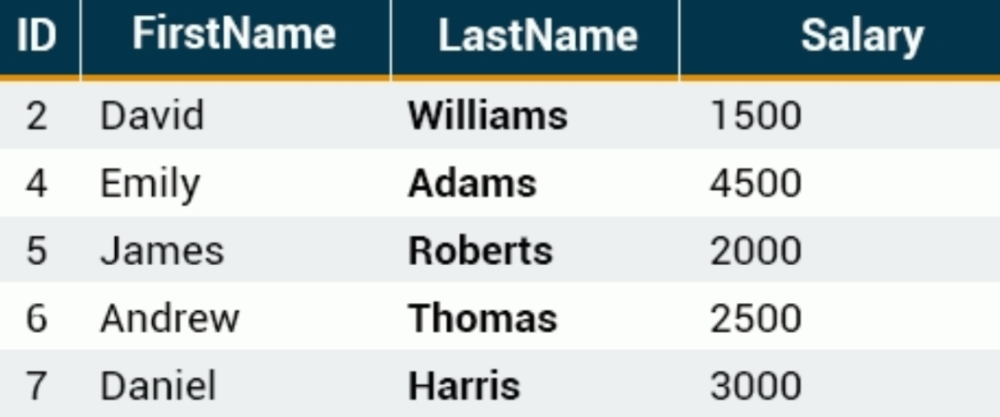 ID FirstName LastName Salary
2 David Williams 1500
4 Emily Adams 4500
5 James Roberts 2000
6 Andrew Thomas 2500
7 Daniel Harris 3000